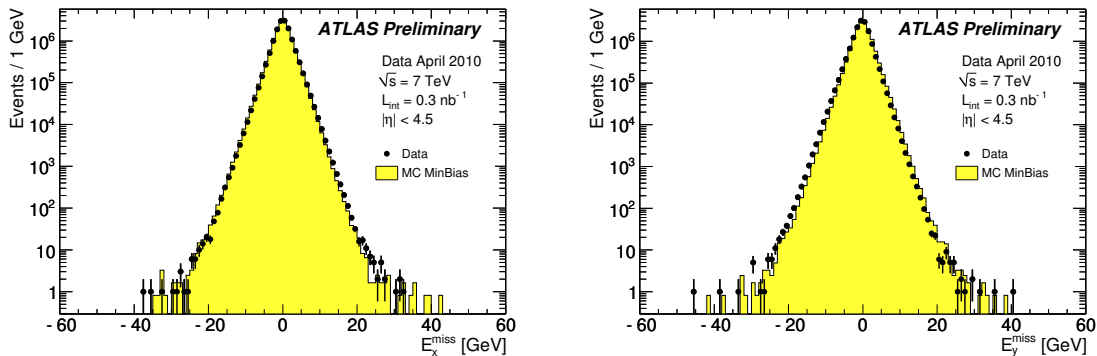 Events / 1 GeV
10⁶
10⁵
10⁴
10³
10²
10
1
ATLAS Preliminary
Data April 2010
√s = 7 TeV
L_int = 0.3 nb⁻¹
|η| < 4.5
Data
MC MinBias
- 60 - 40 - 20 0 20 40 60
E_x^miss [GeV]
Events / 1 GeV
10⁶
10⁵
10⁴
10³
10²
10
1
ATLAS Preliminary
Data April 2010
√s = 7 TeV
L_int = 0.3 nb⁻¹
|η| < 4.5
Data
MC MinBias
- 60 - 40 - 20 0 20 40 60
E_y^miss [GeV]